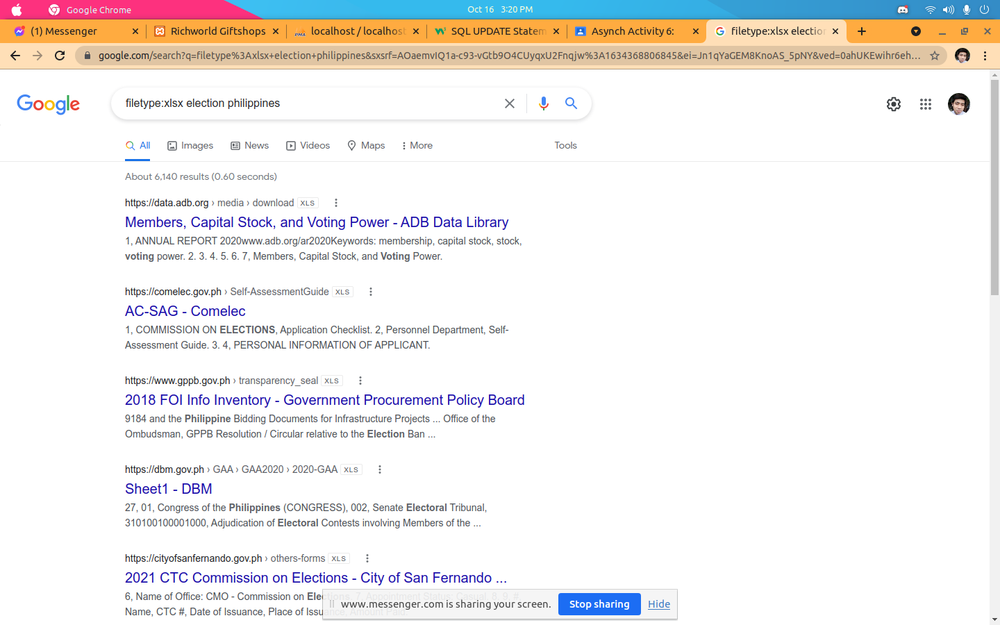 Google Chrome
Oct 16 3:20 PM
(1) Messenger
Richworld Giftshops
PMA
localhost / localhost
SQL UPDATE Statem
Asynch Activity 6:
filetype:xlsx election
google.com/search?q=filetype%3Axlsx+election+philippines&sxsrf=AOaemvIQ1a-c93-vGtb9O4CUyqxU2Fnqjw%3A1634368806845&ei=Jn1qYaGEM8KnoAS_5pNY&ved=0ahUKEwihr6eh...
Google
filetype:xlsx election philippines
All
Images
News
Videos
Maps
More
Tools
About 6,140 results (0.60 seconds)
https://data.adb.org › media › download XLS
Members, Capital Stock, and Voting Power - ADB Data Library
1, ANNUAL REPORT 2020www.adb.org/ar2020Keywords: membership, capital stock, stock,
voting power. 2. 3. 4. 5. 6. 7, Members, Capital Stock, and Voting Power.
https://comelec.gov.ph › Self-AssessmentGuide XLS
AC-SAG - Comelec
1, COMMISSION ON ELECTIONS, Application Checklist. 2, Personnel Department, Self-
Assessment Guide. 3. 4, PERSONAL INFORMATION OF APPLICANT.
https://www.gppb.gov.ph › transparency_seal XLS
2018 FOI Info Inventory - Government Procurement Policy Board
9184 and the Philippine Bidding Documents for Infrastructure Projects ... Office of the
Ombudsman, GPPB Resolution / Circular relative to the Election Ban ...
https://dbm.gov.ph › GAA › GAA2020 › 2020-GAA XLS
Sheet1 - DBM
27, 01, Congress of the Philippines (CONGRESS), 002, Senate Electoral Tribunal,
310100100001000, Adjudication of Electoral Contests involving Members of the ...
https://cityofsanfernando.gov.ph › others-forms XLS
2021 CTC Commission on Elections - City of San Fernando ...
6, Name of Office: CMO - Commission on Elections, 7, Appointment Status: Casual, 8, 9, #,
Name, CTC #, Date of Issuance, Place of Issuance, Amount Paid.
www.messenger.com is sharing your screen.
Stop sharing
Hide